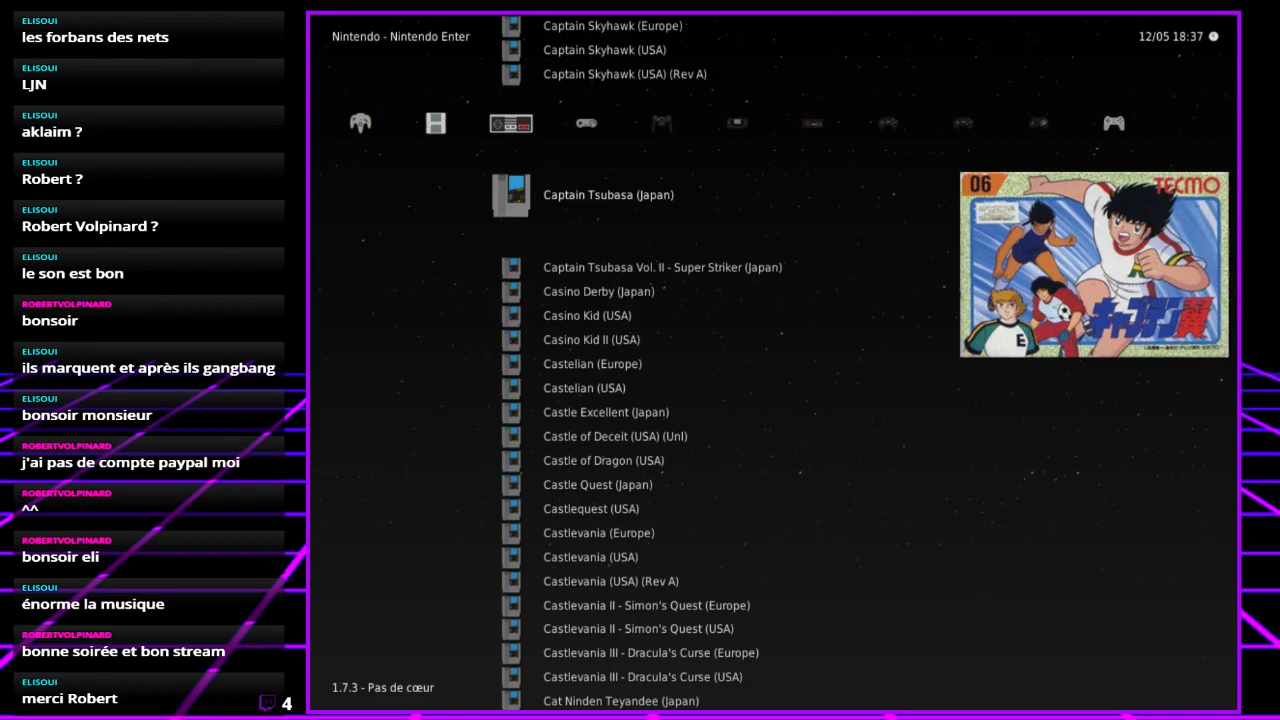 ELISOUI
les forbans des nets
ELISOUI
LJN
ELISOUI
aklaim ?
ELISOUI
Robert ?
ELISOUI
Robert Volpinard ?
ELISOUI
le son est bon
ROBERTVOLPINARD
bonsoir
ELISOUI
ils marquent et après ils gangbang
ELISOUI
bonsoir monsieur
ROBERTVOLPINARD
j'ai pas de compte paypal moi
ROBERTVOLPINARD
^^
ROBERTVOLPINARD
bonsoir eli
ELISOUI
énorme la musique
ROBERTVOLPINARD
bonne soirée et bon stream
ELISOUI
merci Robert
4
Nintendo - Nintendo Enter
12/05 18:37
Captain Skyhawk (Europe)
Captain Skyhawk (USA)
Captain Skyhawk (USA) (Rev A)
Captain Tsubasa (Japan)
Captain Tsubasa Vol. II - Super Striker (Japan)
Casino Derby (Japan)
Casino Kid (USA)
Casino Kid II (USA)
Castelian (Europe)
Castelian (USA)
Castle Excellent (Japan)
Castle of Deceit (USA) (Unl)
Castle of Dragon (USA)
Castle Quest (Japan)
Castlequest (USA)
Castlevania (Europe)
Castlevania (USA)
Castlevania (USA) (Rev A)
Castlevania II - Simon's Quest (Europe)
Castlevania II - Simon's Quest (USA)
Castlevania III - Dracula's Curse (Europe)
Castlevania III - Dracula's Curse (USA)
Cat Ninden Teyandee (Japan)
1.7.3 - Pas de cœur
06
TECMO
E
キャプテン翼